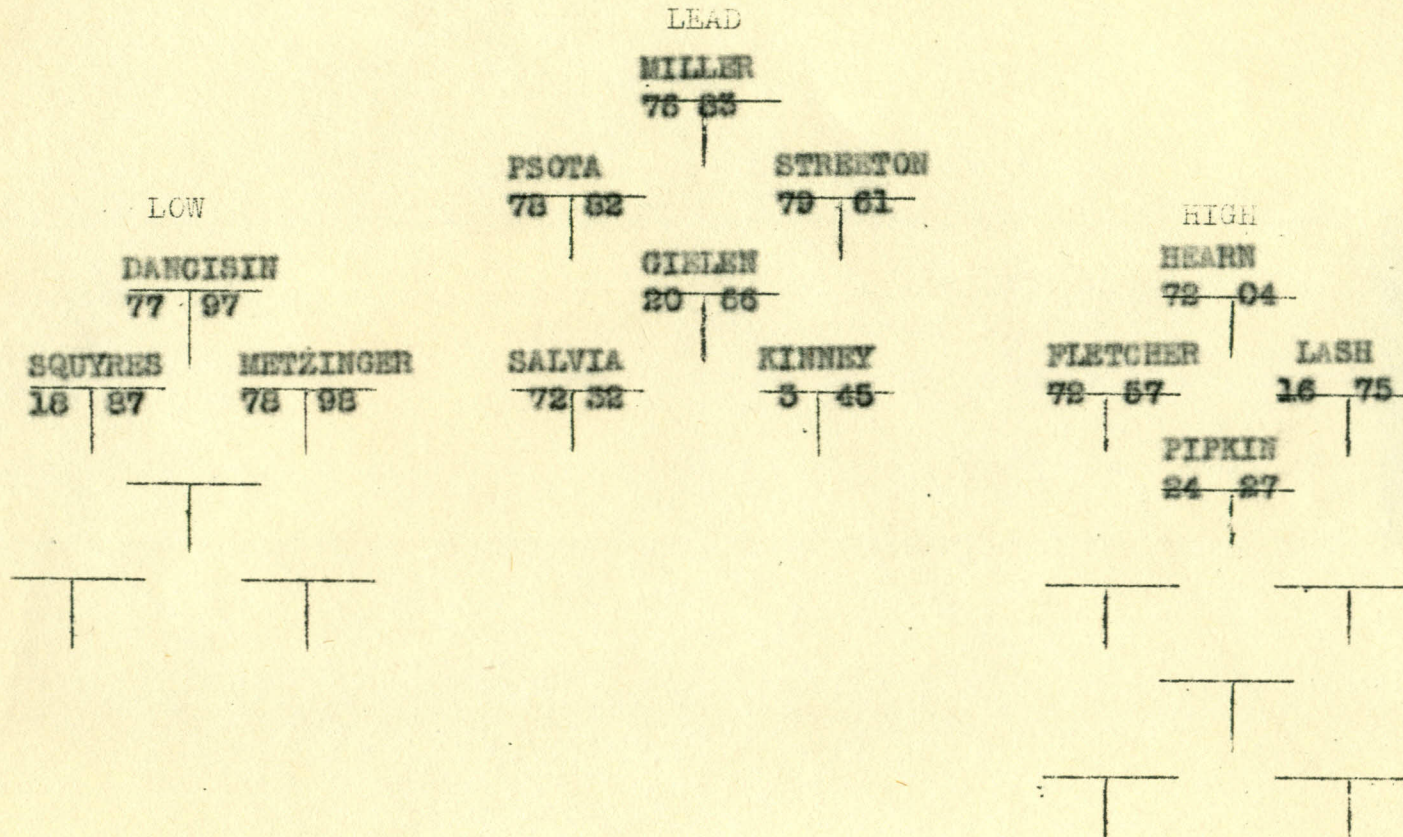 LEAD
MILLER
76 83
PSOTA STREETON
78 82 79 61
LOW HIGH
DANCISIN GIELEN HEARN
77 97 20 66 72 04
SQUYRES METZINGER SALVIA KINNEY FLETCHER LASH
18 87 78 98 72 32 3 45 72 57 16 75
PIPKIN
24 27